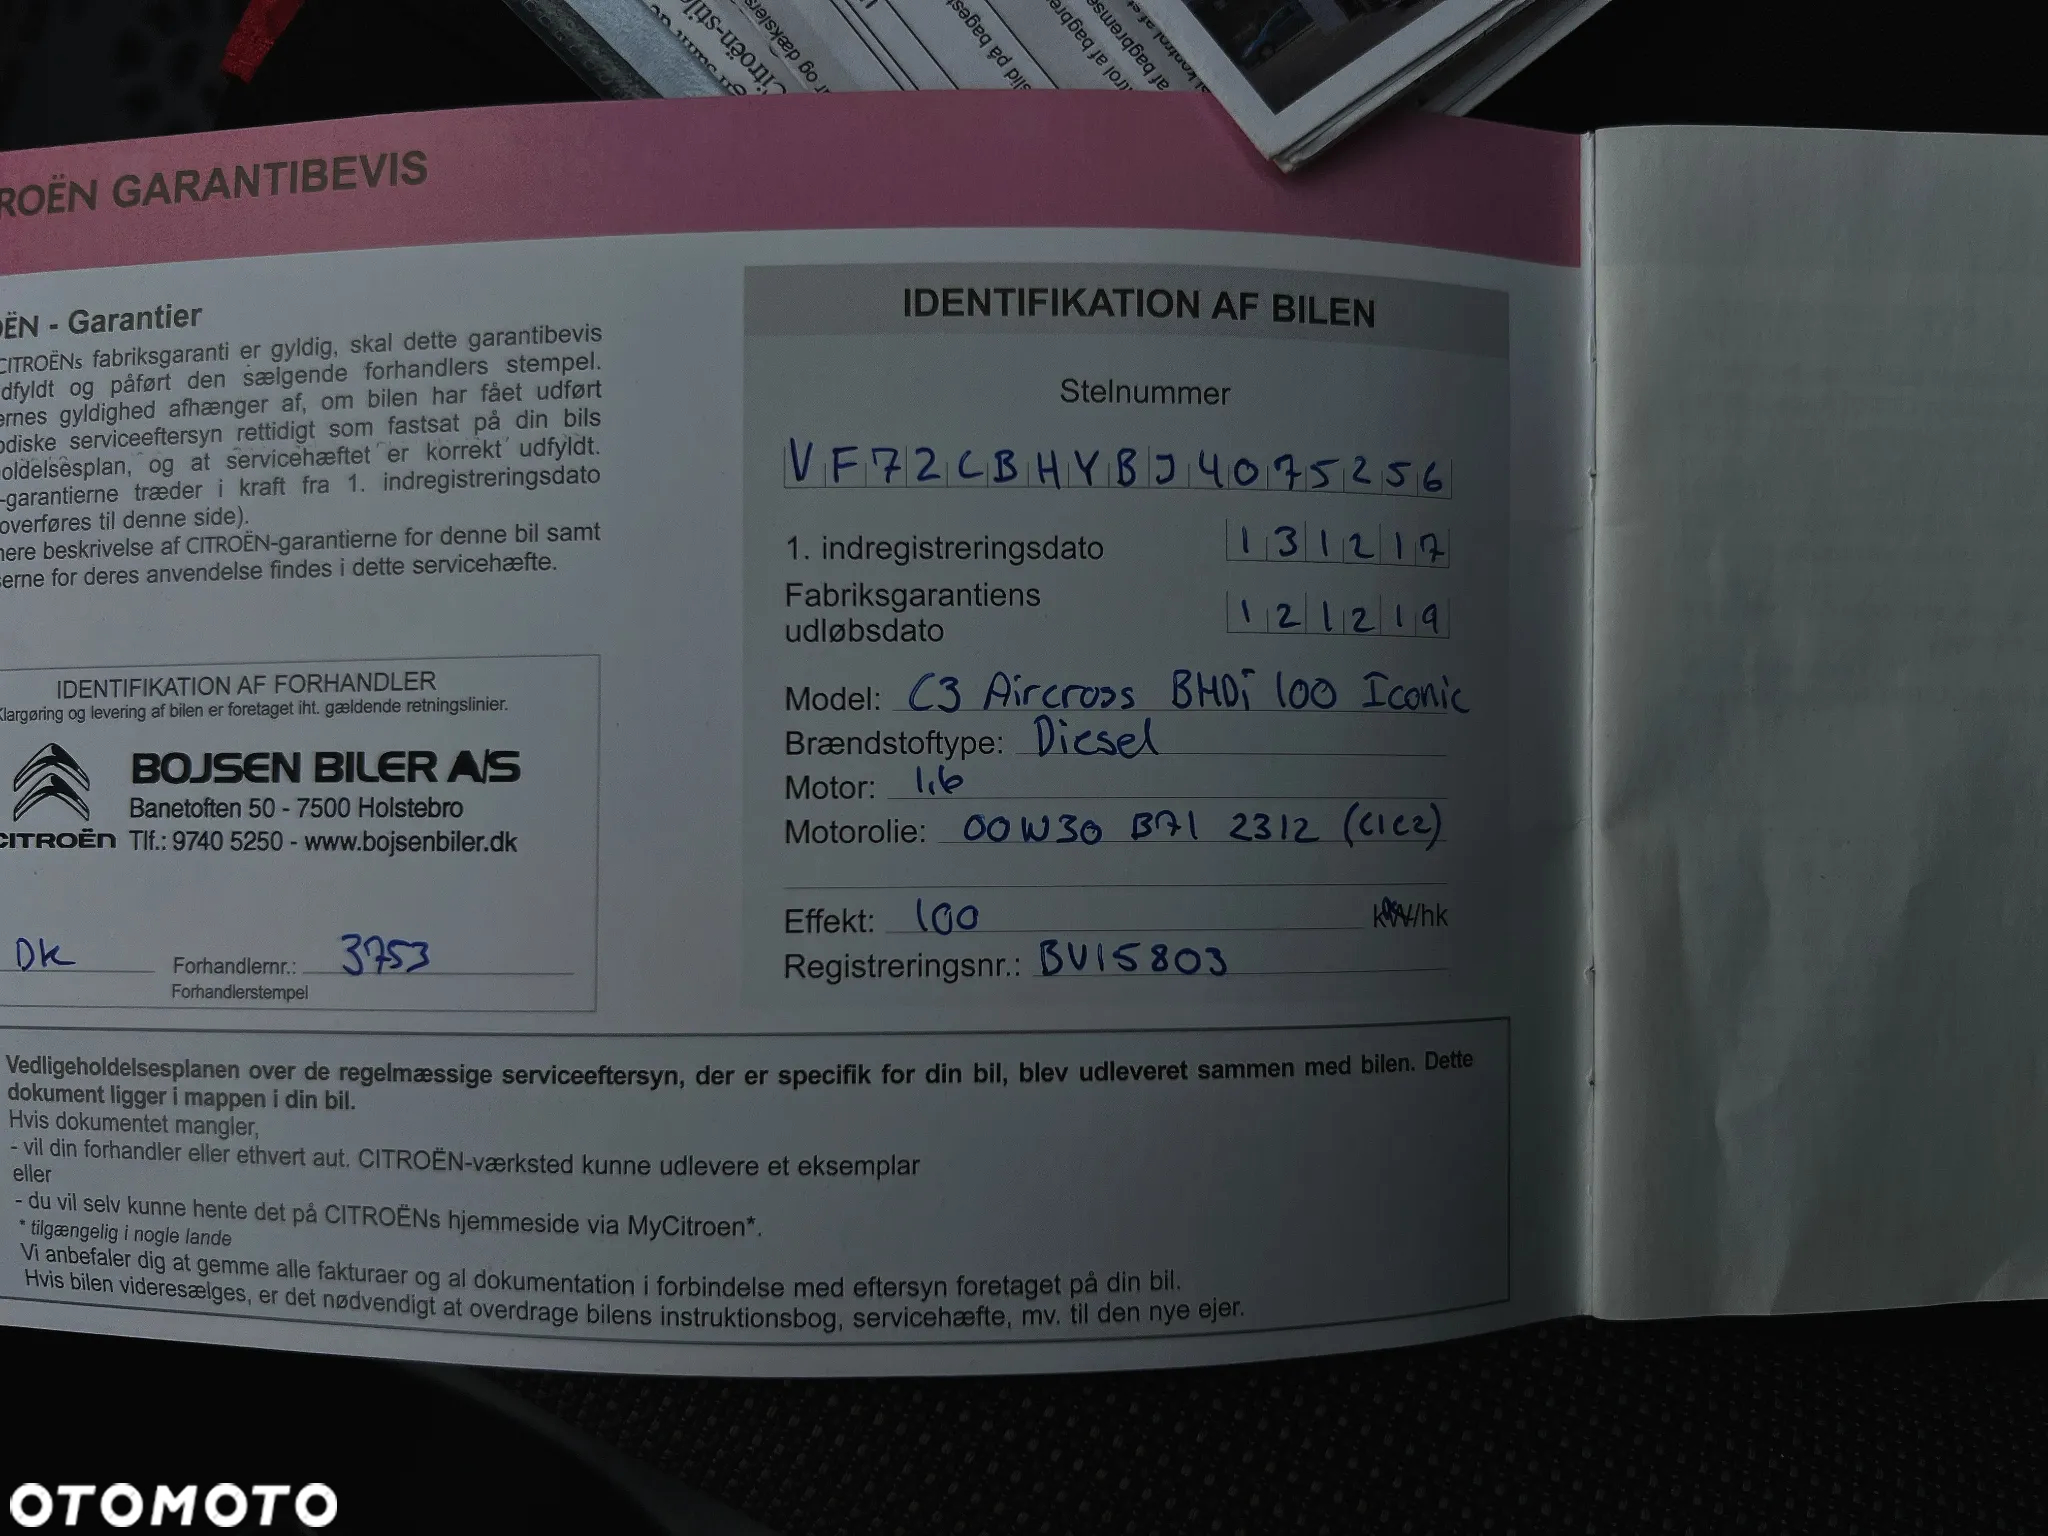 ROËN GARANTIBEVIS
ËN - Garantier
CITROËNs fabriksgaranti er gyldig, skal dette garantibevis
dfyldt og påført den sælgende forhandlers stempel.
ernes gyldighed afhænger af, om bilen har fået udført
odiske serviceeftersyn rettidigt som fastsat på din bils
oldelsesplan, og at servicehæftet er korrekt udfyldt.
-garantierne træder i kraft fra 1. indregistreringsdato
overføres til denne side).
nere beskrivelse af CITROËN-garantierne for denne bil samt
serne for deres anvendelse findes i dette servicehæfte.
IDENTIFIKATION AF FORHANDLER
Klargøring og levering af bilen er foretaget iht. gældende retningslinier.
BOJSEN BILER A/S
Banetoften 50 - 7500 Holstebro
CITROËN Tlf.: 9740 5250 - www.bojsenbiler.dk
DK Forhandlernr.: 3753
Forhandlerstempel
IDENTIFIKATION AF BILEN
Stelnummer
VF72CBHYBJ4075256
1. indregistreringsdato 131217
Fabriksgarantiens
udløbsdato 121219
Model: C3 Aircross BHDi 100 Iconic
Brændstoftype: Diesel
Motor: 1,6
Motorolie: 00W30 B71 2312 (C1C2)
Effekt: 100 kW/hk
Registreringsnr.: BV15803
Vedligeholdelsesplanen over de regelmæssige serviceeftersyn, der er specifik for din bil, blev udleveret sammen med bilen. Dette
dokument ligger i mappen i din bil.
Hvis dokumentet mangler,
- vil din forhandler eller ethvert aut. CITROËN-værksted kunne udlevere et eksemplar
eller
- du vil selv kunne hente det på CITROËNs hjemmeside via MyCitroen*.
* tilgængelig i nogle lande
Vi anbefaler dig at gemme alle fakturaer og al dokumentation i forbindelse med eftersyn foretaget på din bil.
Hvis bilen videresælges, er det nødvendigt at overdrage bilens instruktionsbog, servicehæfte, mv. til den nye ejer.
OTOMOTO